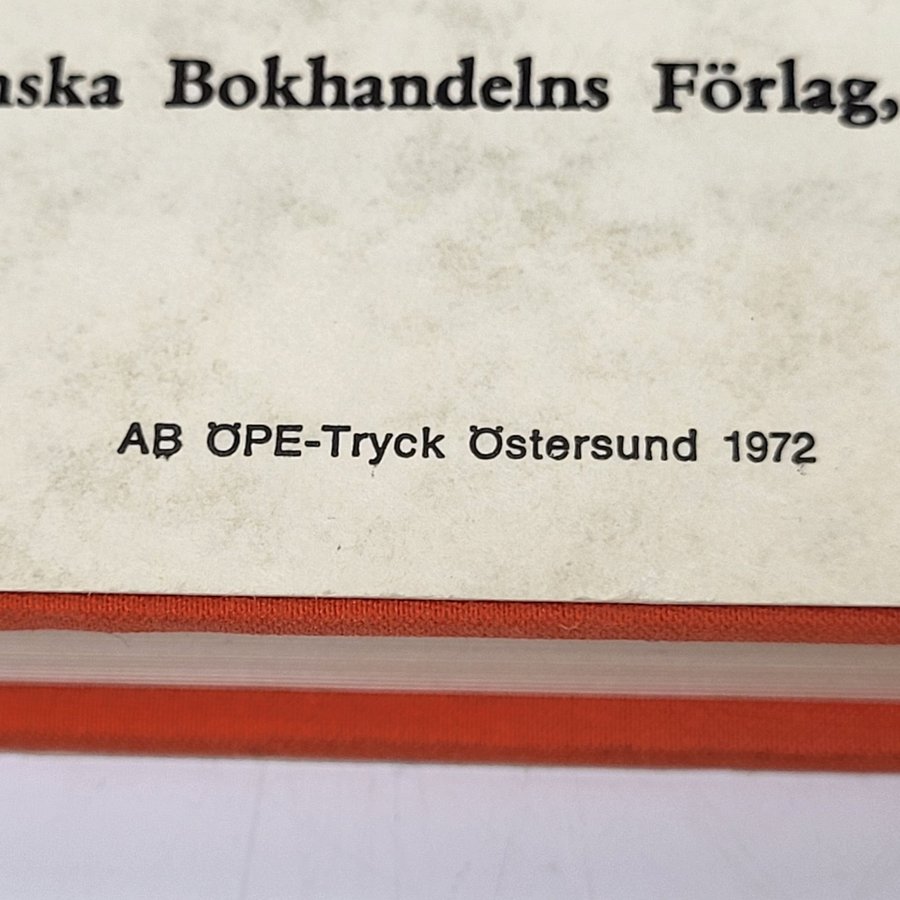 nska Bokhandelns Förlag,
AB ÖPE-Tryck Östersund 1972